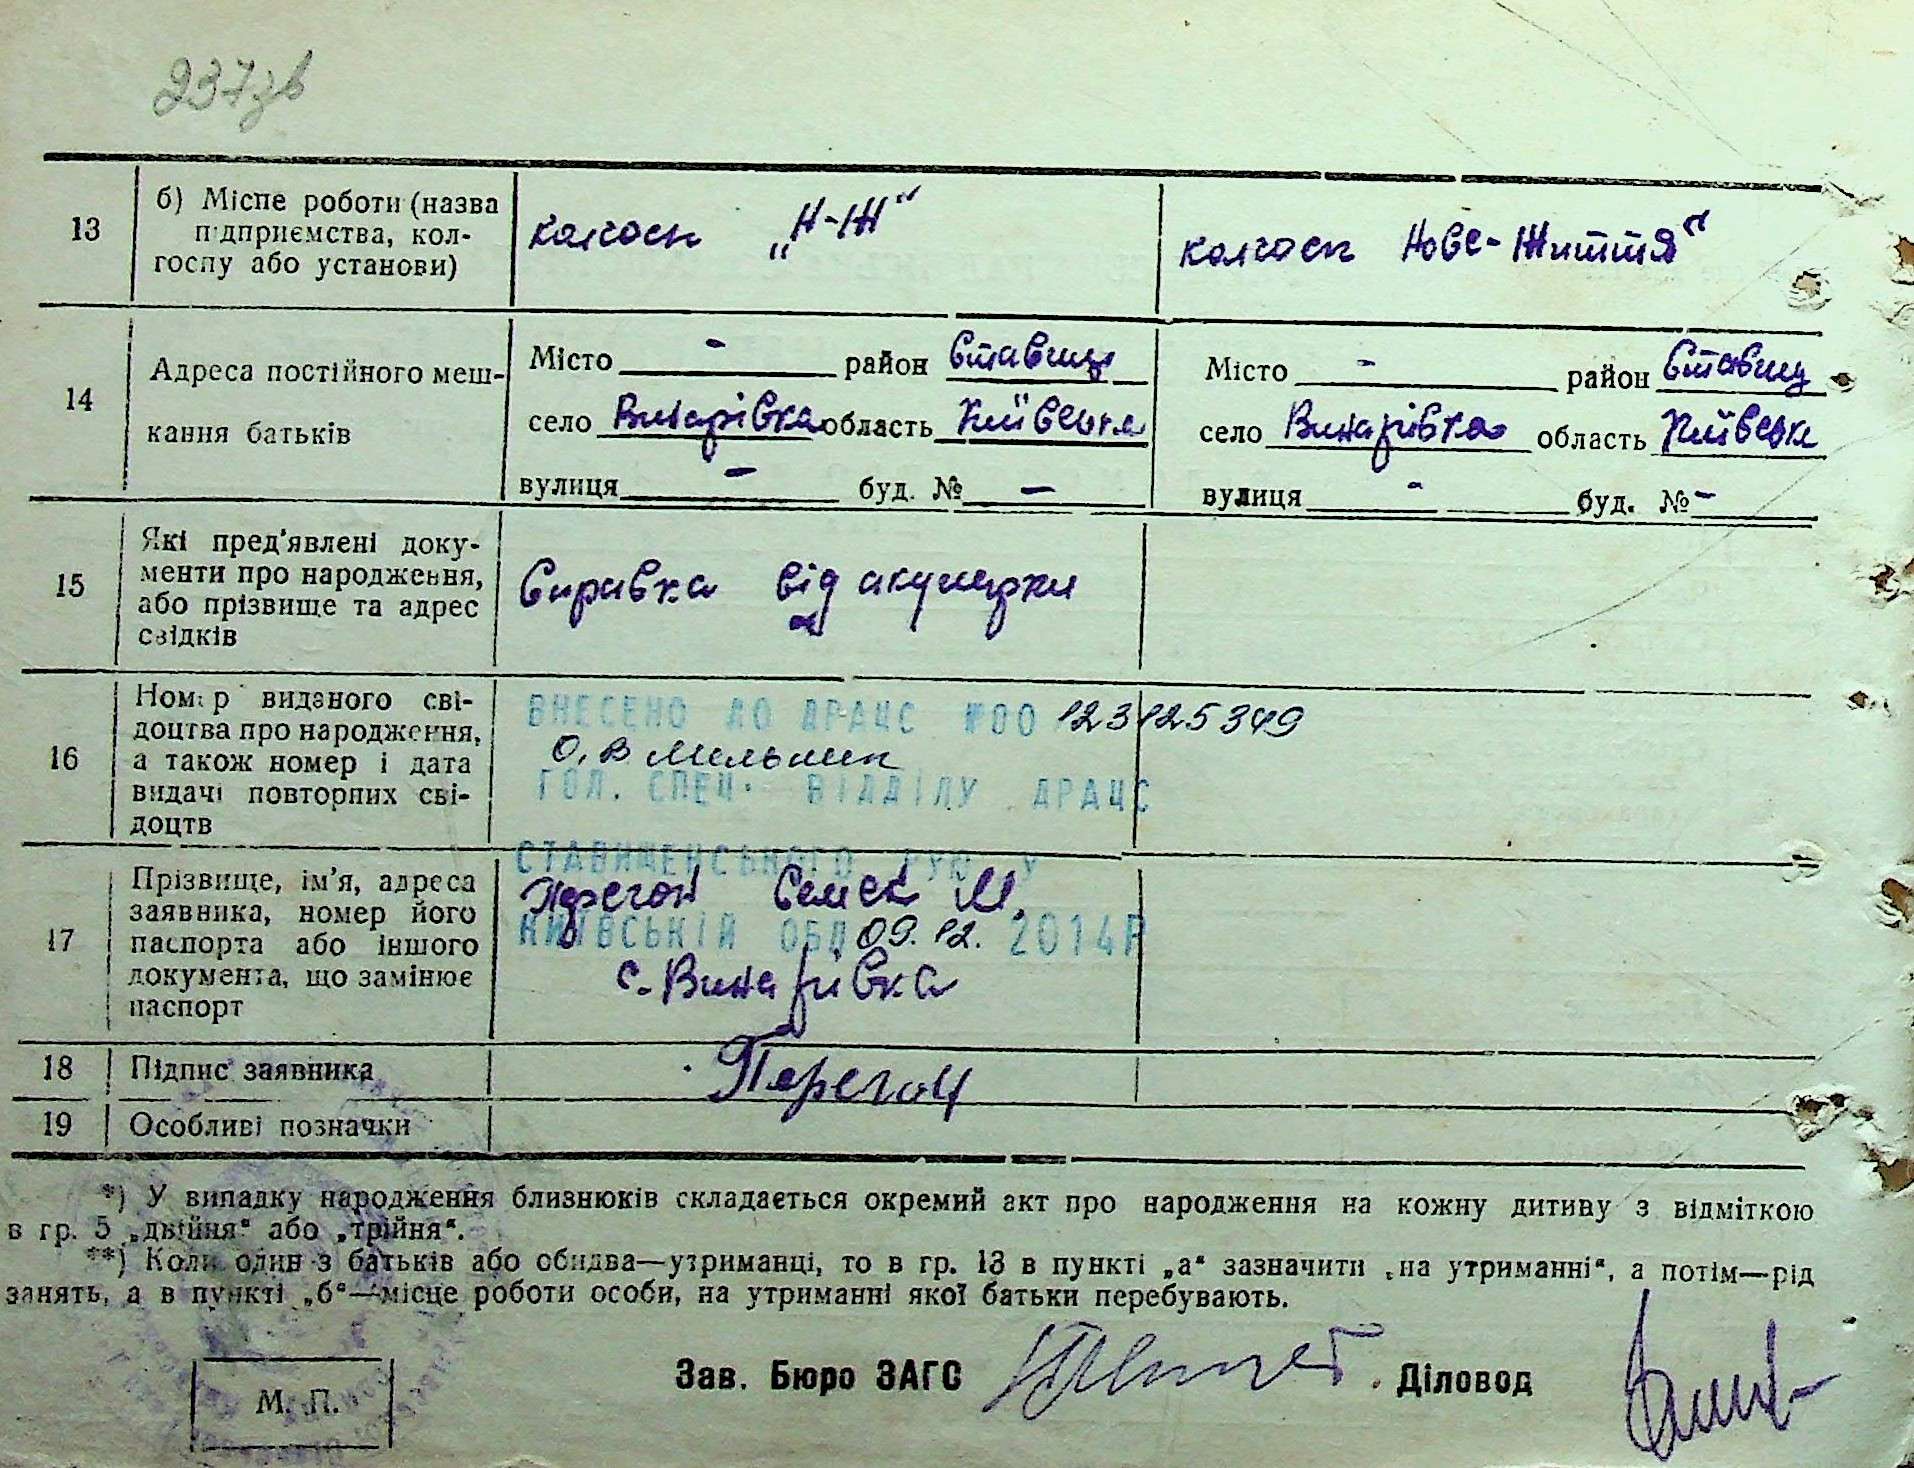 237зв
13 б) Місце роботи (назва підприємства, кол-
госпу або установи)
колгосп „Н-Ж“
колгосп Нове-Життя“
14 Адреса постійного меш-
кання батьків
Місто - район Ставищ
село Винарівка область Київська
вулиця - буд. № -
Місто - район Ставищ
село Винарівка область Київськ
вулиця - буд. № -
15 Які пред'явлені доку-
менти про народження,
або прізвище та адрес
свідків
Справка від акушерки
16 Номер виданого сві-
доцтва про народження,
а також номер і дата
видачі повторних сві-
доцтв
ВНЕСЕНО ДО ДРАЦС №00 123125349
О.В Мельник
ГОЛ. СПЕЦ. ВІДДІЛУ ДРАЦС
СТАВИЩЕНСЬКОГО РУЮ У
КИЇВСЬКІЙ ОБЛ 09.12. 2014Р
17 Прізвище, ім'я, адреса
заявника, номер його
паспорта або іншого
документа, що замінює
паспорт
Перегон Семен М.
с. Винарівка
18 Підпис заявника
Перегон
19 Особливі позначки
*) У випадку народження близнюків складається окремий акт про народження на кожну дитину з відміткою
в гр. 5 „двійня“ або „трійня“.
**) Коли один з батьків або обидва—утриманці, то в гр. 13 в пункті „а“ зазначити „на утриманні“, а потім—рід
занять, а в пункті „б“—місце роботи особи, на утриманні якої батьки перебувають.
Зав. Бюро ЗАГС
Діловод
М. П.